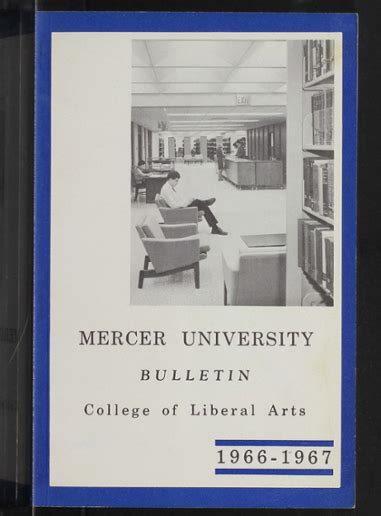 MERCER UNIVERSITY
BULLETIN
College of Liberal Arts
1966-1967